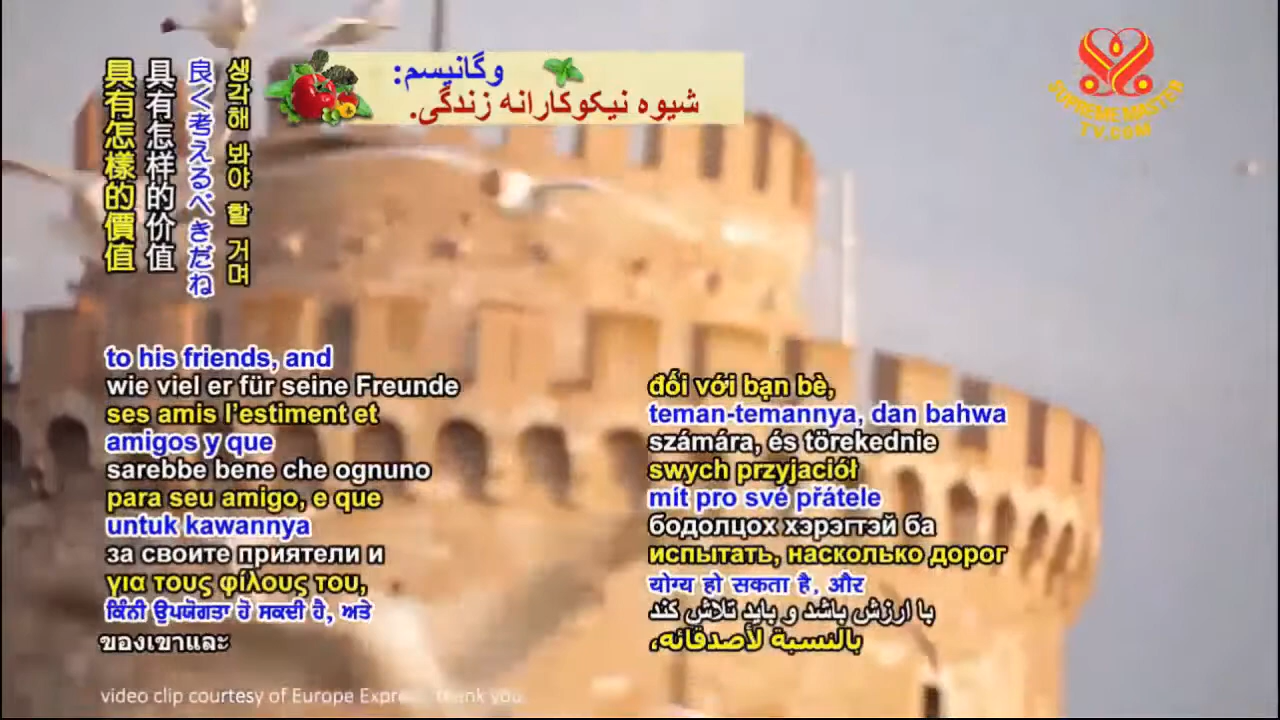 وگانیسم:
شیوه نیکوکارانه زندگی.
SUPREME MASTER
TV.COM
具有怎樣的價值
具有怎样的价值
良く考えるべきだね
생각해 봐야 할 거며
to his friends, and
wie viel er für seine Freunde
ses amis l'estiment et
amigos y que
sarebbe bene che ognuno
para seu amigo, e que
untuk kawannya
за своите приятели и
για τους φίλους του,
ਕਿੰਨੀ ਉਪਯੋਗਤਾ ਹੋ ਸਕਦੀ ਹੈ, ਅਤੇ
ของเขาและ
đối với bạn bè,
teman-temannya, dan bahwa
számára, és törekednie
swych przyjaciół
mít pro své přátele
бодолцох хэрэгтэй ба
испытать, насколько дорог
योग्य हो सकता है, और
با ارزش باشد و باید تلاش کند
بالنسبة لأصدقائه،
video clip courtesy of Europe Express, thank you